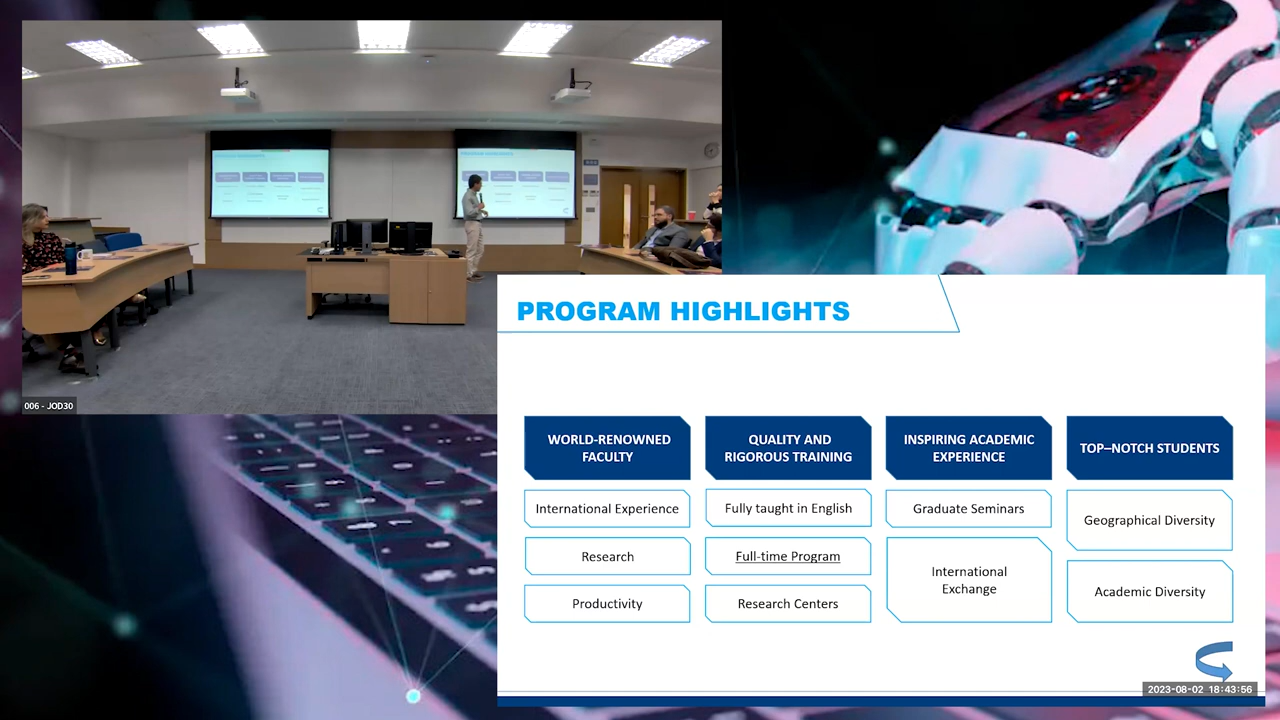 006 - JOD30
PROGRAM HIGHLIGHTS
WORLD-RENOWNED
FACULTY
International Experience
Research
Productivity
QUALITY AND
RIGOROUS TRAINING
Fully taught in English
Full-time Program
Research Centers
INSPIRING ACADEMIC
EXPERIENCE
Graduate Seminars
International
Exchange
TOP–NOTCH STUDENTS
Geographical Diversity
Academic Diversity
2023-08-02 18:43:56